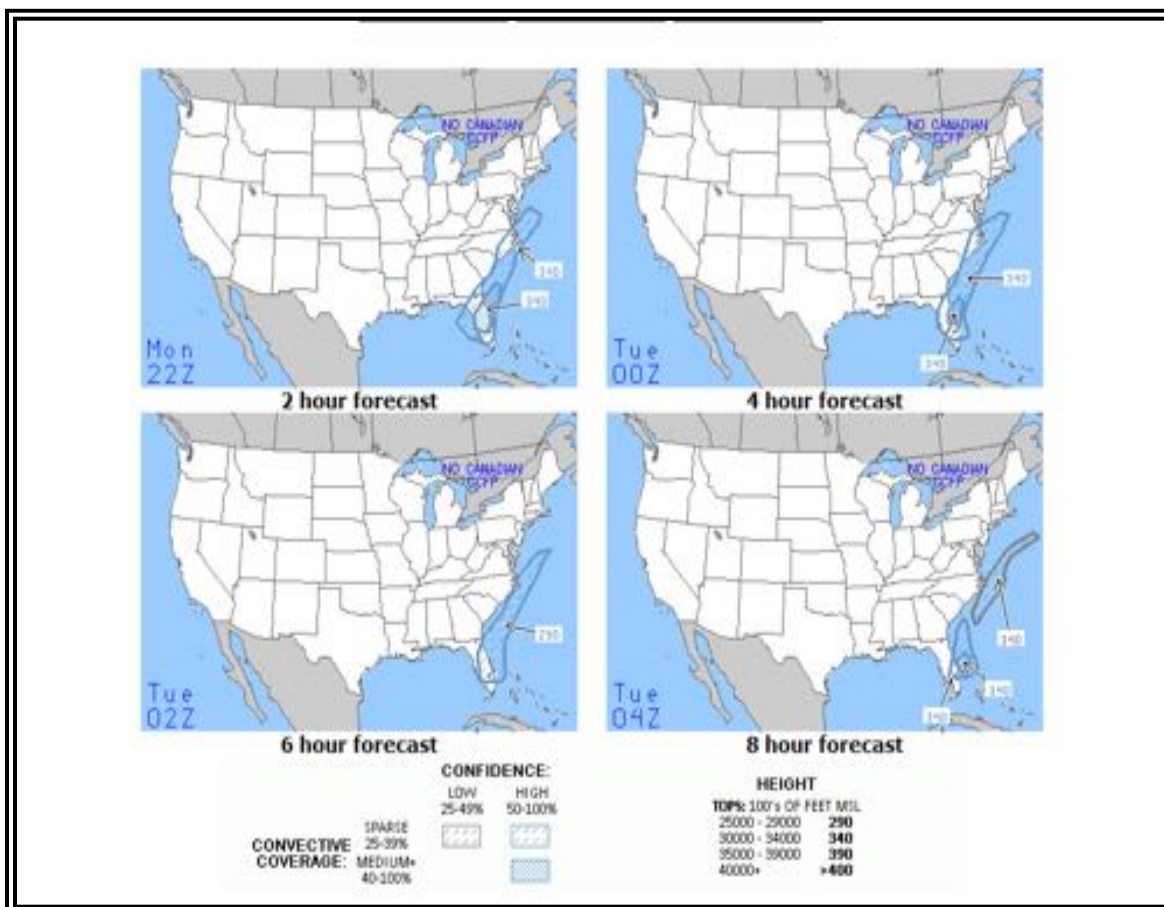 NO CANADIAN
CCFP
340
340
Mon
22Z
2 hour forecast
NO CANADIAN
CCFP
340
340
Tue
00Z
4 hour forecast
NO CANADIAN
CCFP
290
Tue
02Z
6 hour forecast
NO CANADIAN
CCFP
340
340
340
Tue
04Z
8 hour forecast
CONFIDENCE:
LOW HIGH
25-49% 50-100%
CONVECTIVE COVERAGE:
SPARSE
25-39%
MEDIUM+
40-100%
HEIGHT
TOPS: 100's OF FEET MSL
25000 - 29000 290
30000 - 34000 340
35000 - 39000 390
40000+ >400